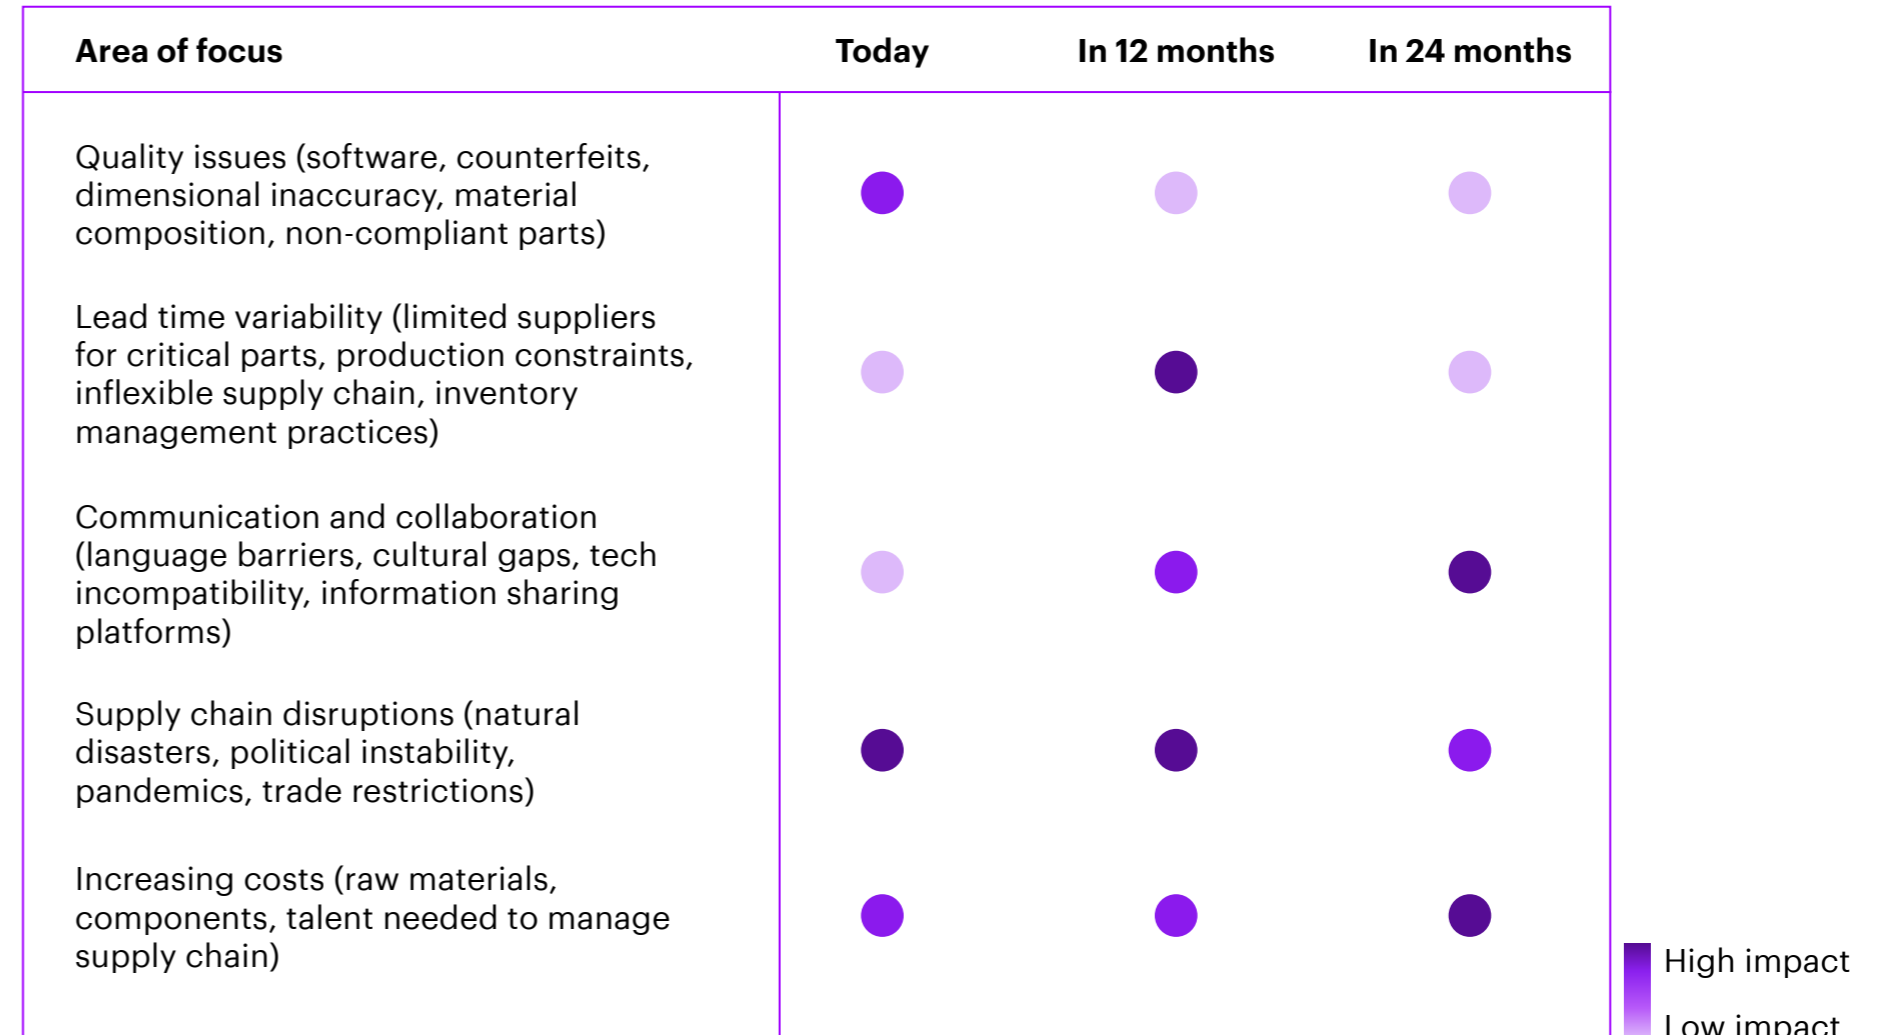 Area of focus Today In 12 months In 24 months
Quality issues (software, counterfeits,
dimensional inaccuracy, material
composition, non-compliant parts)
Lead time variability (limited suppliers
for critical parts, production constraints,
inflexible supply chain, inventory
management practices)
Communication and collaboration
(language barriers, cultural gaps, tech
incompatibility, information sharing
platforms)
Supply chain disruptions (natural
disasters, political instability,
pandemics, trade restrictions)
Increasing costs (raw materials,
components, talent needed to manage
supply chain)
High impact
Low impact